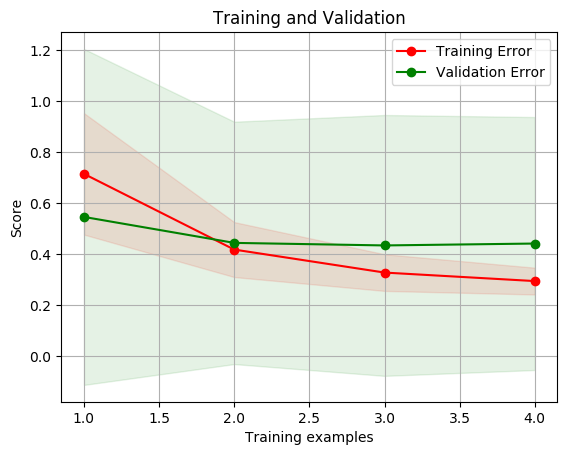 Training and Validation
Training Error
Validation Error
Score
1.2
1.0
0.8
0.6
0.4
0.2
0.0
1.0 1.5 2.0 2.5 3.0 3.5 4.0
Training examples